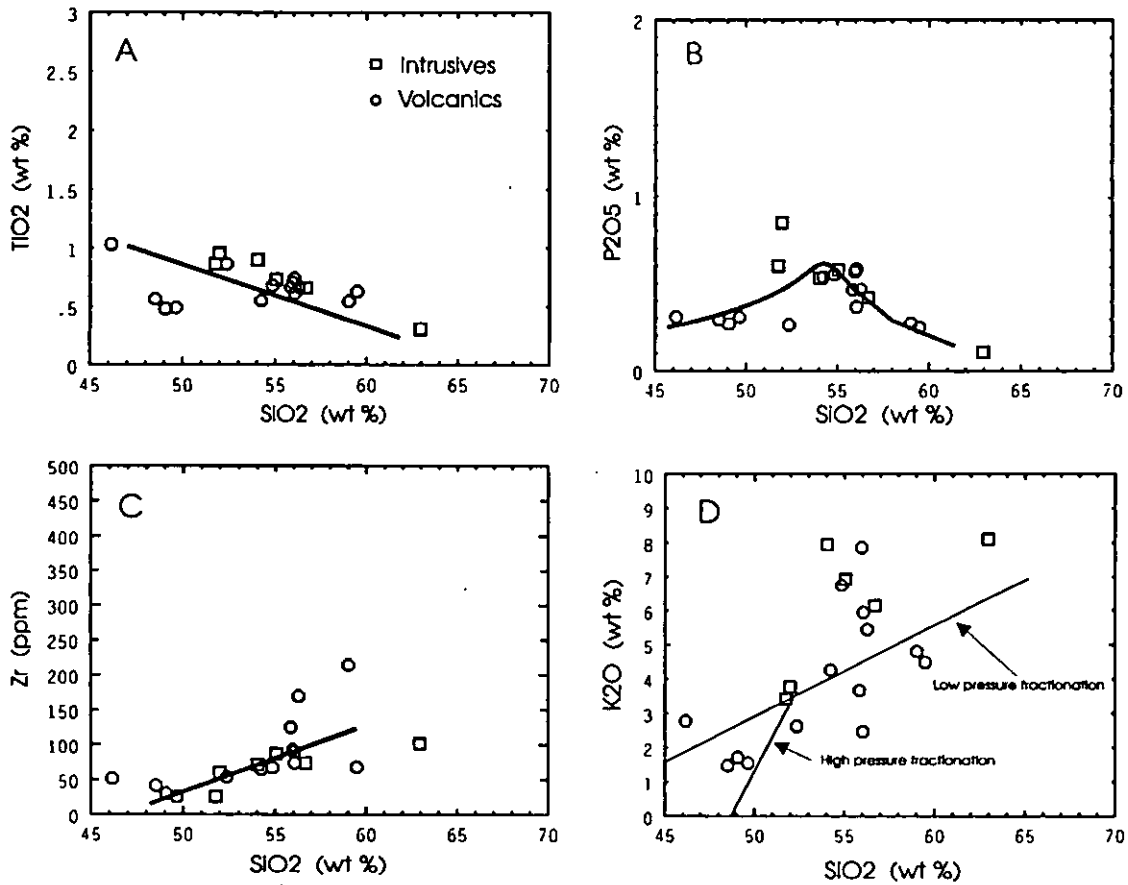 A
Intrusives
Volcanics
TiO2 (wt %)
3
2.5
2
1.5
1
0.5
0
45 50 55 60 65 70
SiO2 (wt %)
B
P2O5 (wt %)
2
1
0
45 50 55 60 65 70
SiO2 (wt %)
C
Zr (ppm)
500
450
400
350
300
250
200
150
100
50
0
45 50 55 60 65 70
SiO2 (wt %)
D
K2O (wt %)
10
9
8
7
6
5
4
3
2
1
0
Low pressure fractionation
High pressure fractionation
45 50 55 60 65 70
SiO2 (wt %)